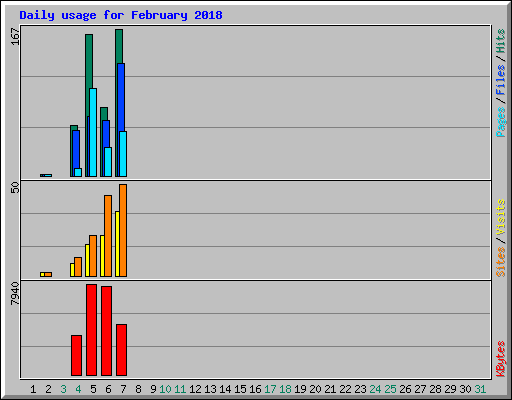 Daily usage for February 2018
167
50
7940
Pages/Files/Hits
Sites/Visits
KBytes
1 2 3 4 5 6 7 8 9 10 11 12 13 14 15 16 17 18 19 20 21 22 23 24 25 26 27 28 29 30 31